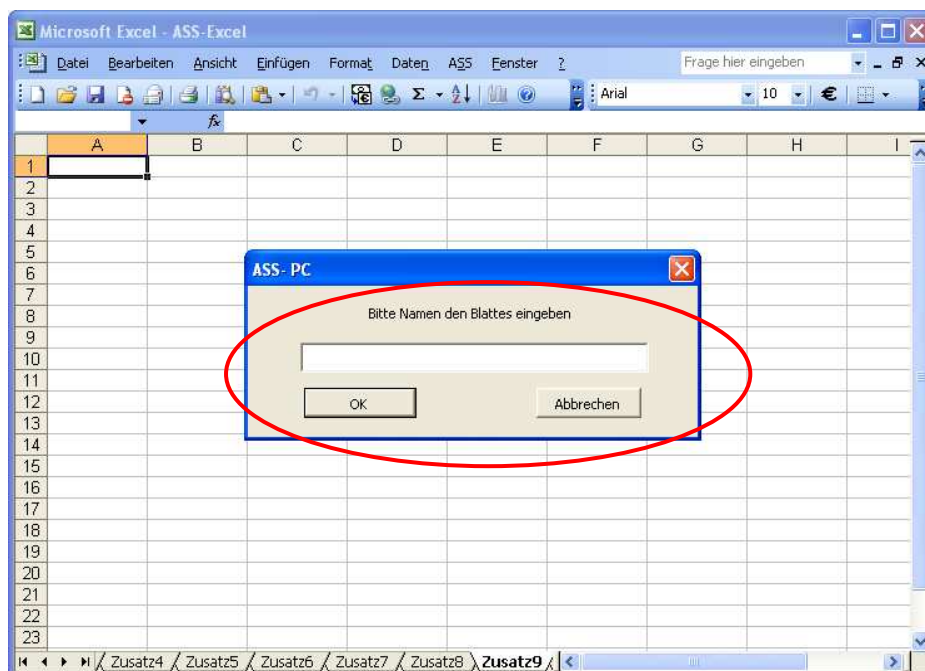 Microsoft Excel - ASS-Excel
Datei Bearbeiten Ansicht Einfügen Format Daten ASS Fenster ? Frage hier eingeben
Arial 10 €
fx
A B C D E F G H I
1
2
3
4
5
6
7
8
9
10
11
12
13
14
15
16
17
18
19
20
21
22
23
ASS- PC
Bitte Namen den Blattes eingeben
OK Abbrechen
Zusatz4 Zusatz5 Zusatz6 Zusatz7 Zusatz8 Zusatz9